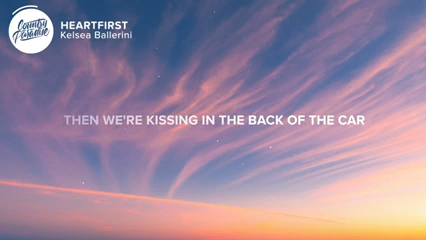 Country
Paradise
HEARTFIRST
Kelsea Ballerini
THEN WE'RE KISSING IN THE BACK OF THE CAR